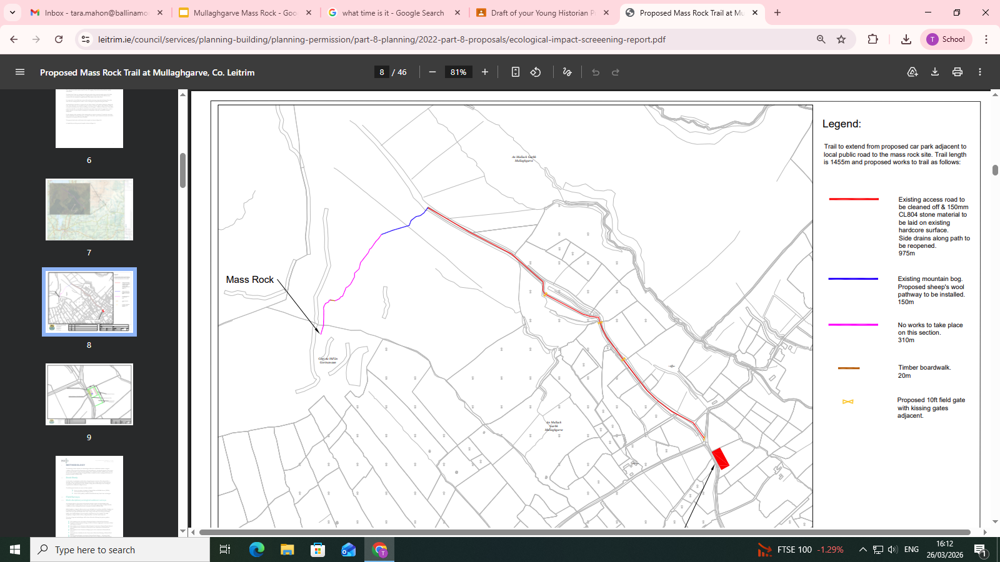 Inbox - tara.mahon@ballinamo
Mullaghgarve Mass Rock - Goo
what time is it - Google Search
Draft of your Young Historian P
Proposed Mass Rock Trail at Mu
leitrim.ie/council/services/planning-building/planning-permission/part-8-planning/2022-part-8-proposals/ecological-impact-screeening-report.pdf
T School
Proposed Mass Rock Trail at Mullaghgarve, Co. Leitrim
8 / 46
81%
6
7
8
9
An Mullach Garbh
Mullaghgarve
Mass Rock
An Mullach
Garbh
Mullaghgarve
Legend:
Trail to extend from proposed car park adjacent to
local public road to the mass rock site. Trail length
is 1455m and proposed works to trail as follows:
Existing access road to
be cleaned off & 150mm
CL804 stone material to
be laid on existing
hardcore surface.
Side drains along path to
be reopened.
975m
Existing mountain bog.
Proposed sheep's wool
pathway to be installed.
150m
No works to take place
on this section.
310m
Timber boardwalk.
20m
Proposed 10ft field gate
with kissing gates
adjacent.
Type here to search
FTSE 100 -1.29%
ENG
16:12
26/03/2026
1